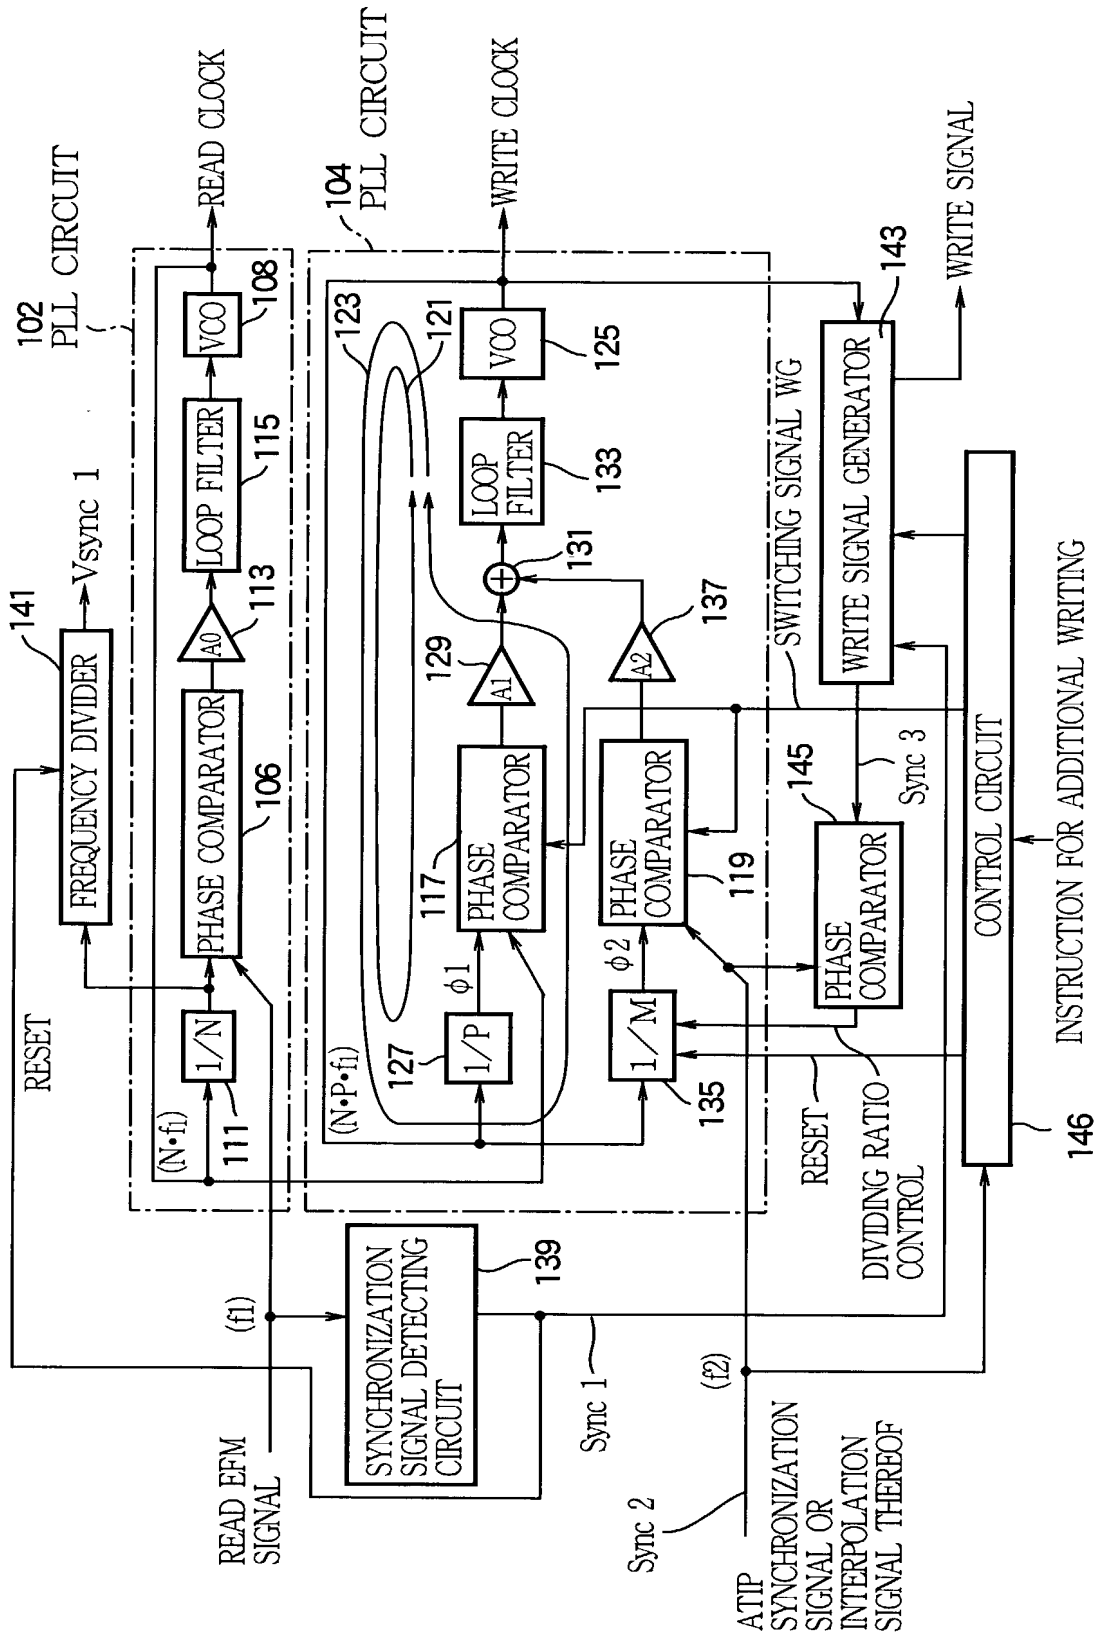 102
PLL CIRCUIT
READ CLOCK
104
PLL CIRCUIT
WRITE CLOCK
WRITE SIGNAL
Vsync 1
141
FREQUENCY DIVIDER
RESET
VCO
108
LOOP FILTER
115
A0
113
PHASE COMPARATOR
106
1/N
111
(N•f1)
READ EFM
SIGNAL
(f1)
SYNCHRONIZATION
SIGNAL DETECTING
CIRCUIT
139
Sync 1
123
121
VCO
125
LOOP
FILTER
133
+
131
A1
129
PHASE
COMPARATOR
117
ϕ1
1/P
127
(N•P•f1)
A2
137
PHASE
COMPARATOR
119
ϕ2
1/M
135
SWITCHING SIGNAL WG
WRITE SIGNAL GENERATOR
143
Sync 3
145
PHASE
COMPARATOR
RESET
DIVIDING RATIO
CONTROL
(f2)
Sync 2
ATIP
SYNCHRONIZATION
SIGNAL OR
INTERPOLATION
SIGNAL THEREOF
CONTROL CIRCUIT
146
INSTRUCTION FOR ADDITIONAL WRITING